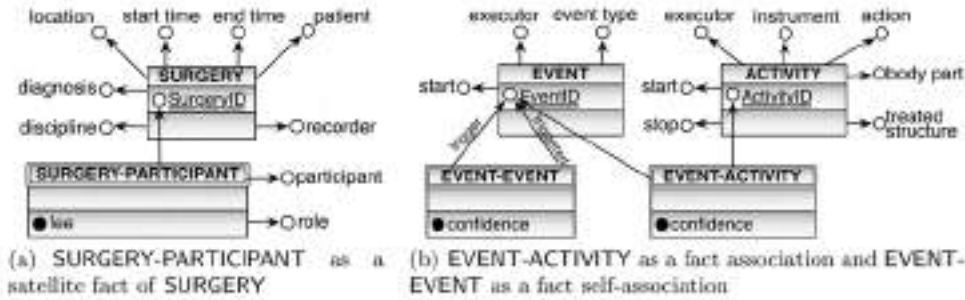 location
start time
end time
patient
SURGERY
diagnosis
SurgeryID
discipline
recorder
SURGERY-PARTICIPANT
participant
fee
role
(a) SURGERY-PARTICIPANT as a
satellite fact of SURGERY
executor
event type
executor
instrument
action
EVENT
ACTIVITY
body part
start
EventID
start
ActivityID
stop
treated
structure
trigger
EVENT-EVENT
EVENT-ACTIVITY
confidence
confidence
(b) EVENT-ACTIVITY as a fact association and EVENT-
EVENT as a fact self-association